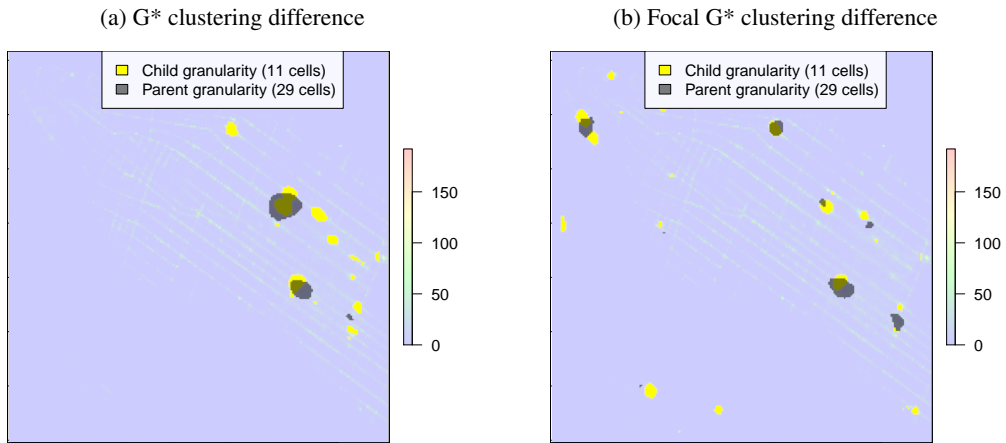 (a) G* clustering difference
Child granularity (11 cells)
Parent granularity (29 cells)
150
100
50
0
(b) Focal G* clustering difference
Child granularity (11 cells)
Parent granularity (29 cells)
150
100
50
0